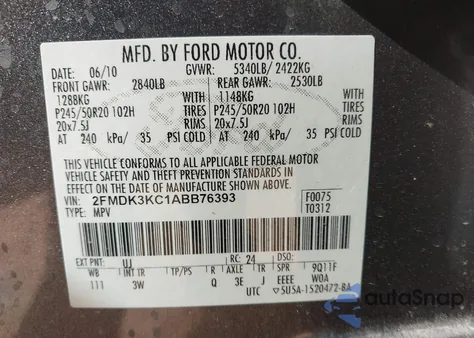 MFD. BY FORD MOTOR CO.
DATE: 06/10 GVWR: 5340LB/ 2422KG
FRONT GAWR: 2840LB REAR GAWR: 2530LB
1288KG WITH 1148KG WITH
P245/50R20 102H TIRES P245/50R20 102H TIRES
20x7.5J RIMS 20x7.5J RIMS
AT 240 kPa/ 35 PSI COLD AT 240 kPa/ 35 PSI COLD
THIS VEHICLE CONFORMS TO ALL APPLICABLE FEDERAL MOTOR
VEHICLE SAFETY AND THEFT PREVENTION STANDARDS IN EFFECT ON
THE DATE OF MANUFACTURE SHOWN ABOVE.
VIN: 2FMDK3KC1ABB76393 F0075
TYPE: MPV T0312
EXT PNT: UJ RC: 24 DSO:
WB INT TR TP/PS R AXLE TR SPR 9Q11F
111 3W Q 3E J EEEE W0A
UTC 5U5A-1520472-BA
autoSnap